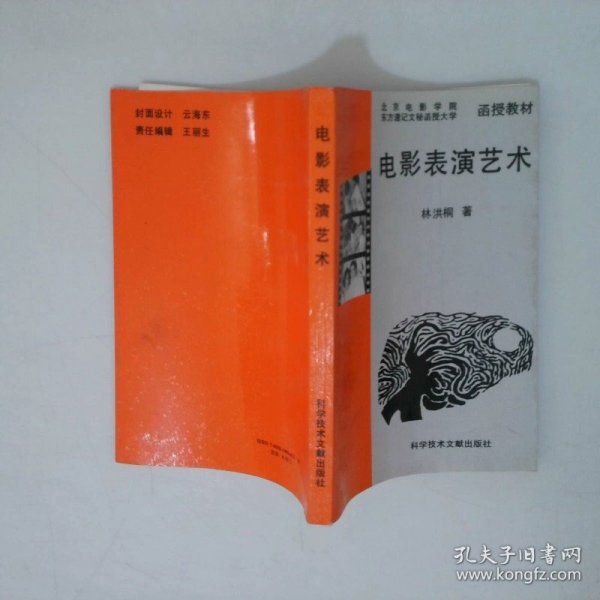 封面设计 云海东
责任编辑 王丽生
电影表演艺术
科学技术文献出版社
北京电影学院
东方速记文秘函授大学
函授教材
电影表演艺术
林洪桐 著
科学技术文献出版社
孔夫子旧书网
www.kongfz.com